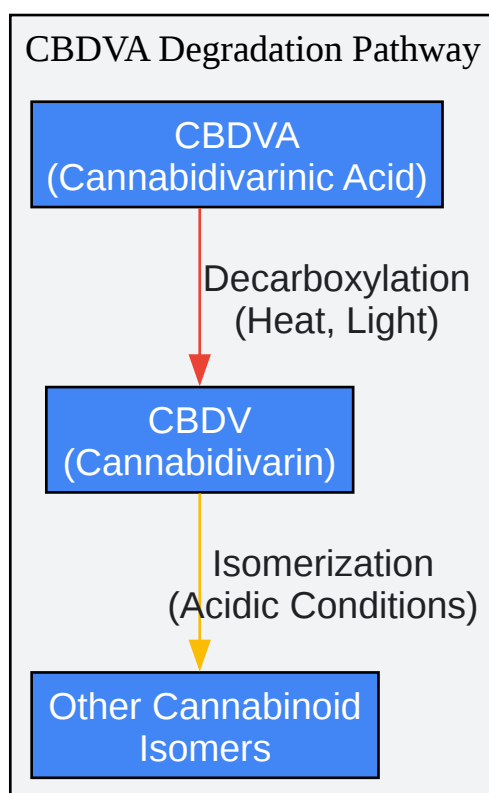 CBDVA Degradation Pathway
CBDVA
(Cannabidivarinic Acid)
Decarboxylation
(Heat, Light)
CBDV
(Cannabidivarin)
Isomerization
(Acidic Conditions)
Other Cannabinoid
Isomers